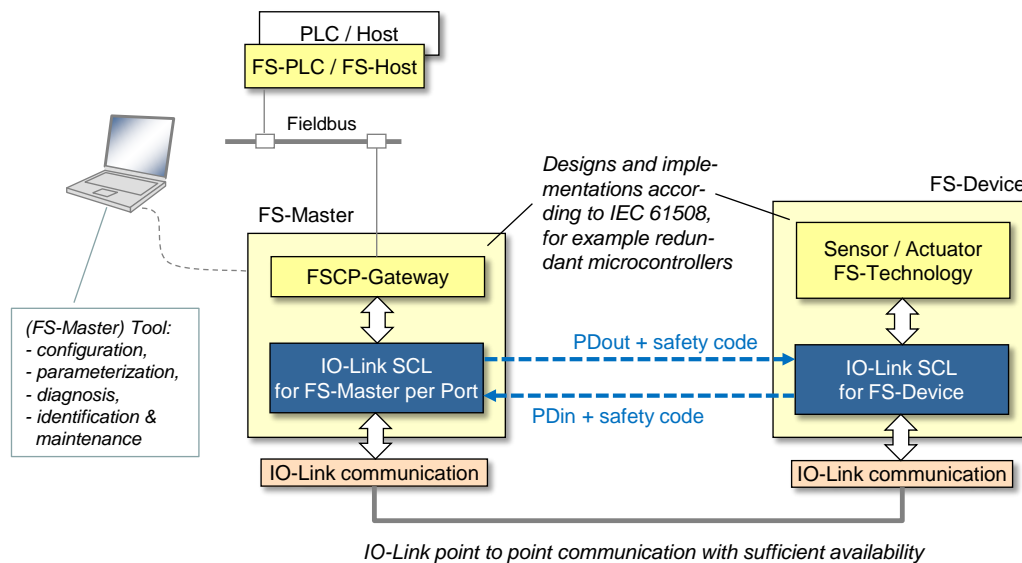 PLC / Host
FS-PLC / FS-Host
Fieldbus
Designs and imple-
mentations accor-
ding to IEC 61508,
for example redun-
dant microcontrollers
FS-Device
FS-Master
Sensor / Actuator
FS-Technology
FSCP-Gateway
(FS-Master) Tool:
- configuration,
- parameterization,
- diagnosis,
- identification &
maintenance
PDout + safety code
IO-Link SCL
for FS-Master per Port
IO-Link SCL
for FS-Device
PDin + safety code
IO-Link communication
IO-Link communication
IO-Link point to point communication with sufficient availability